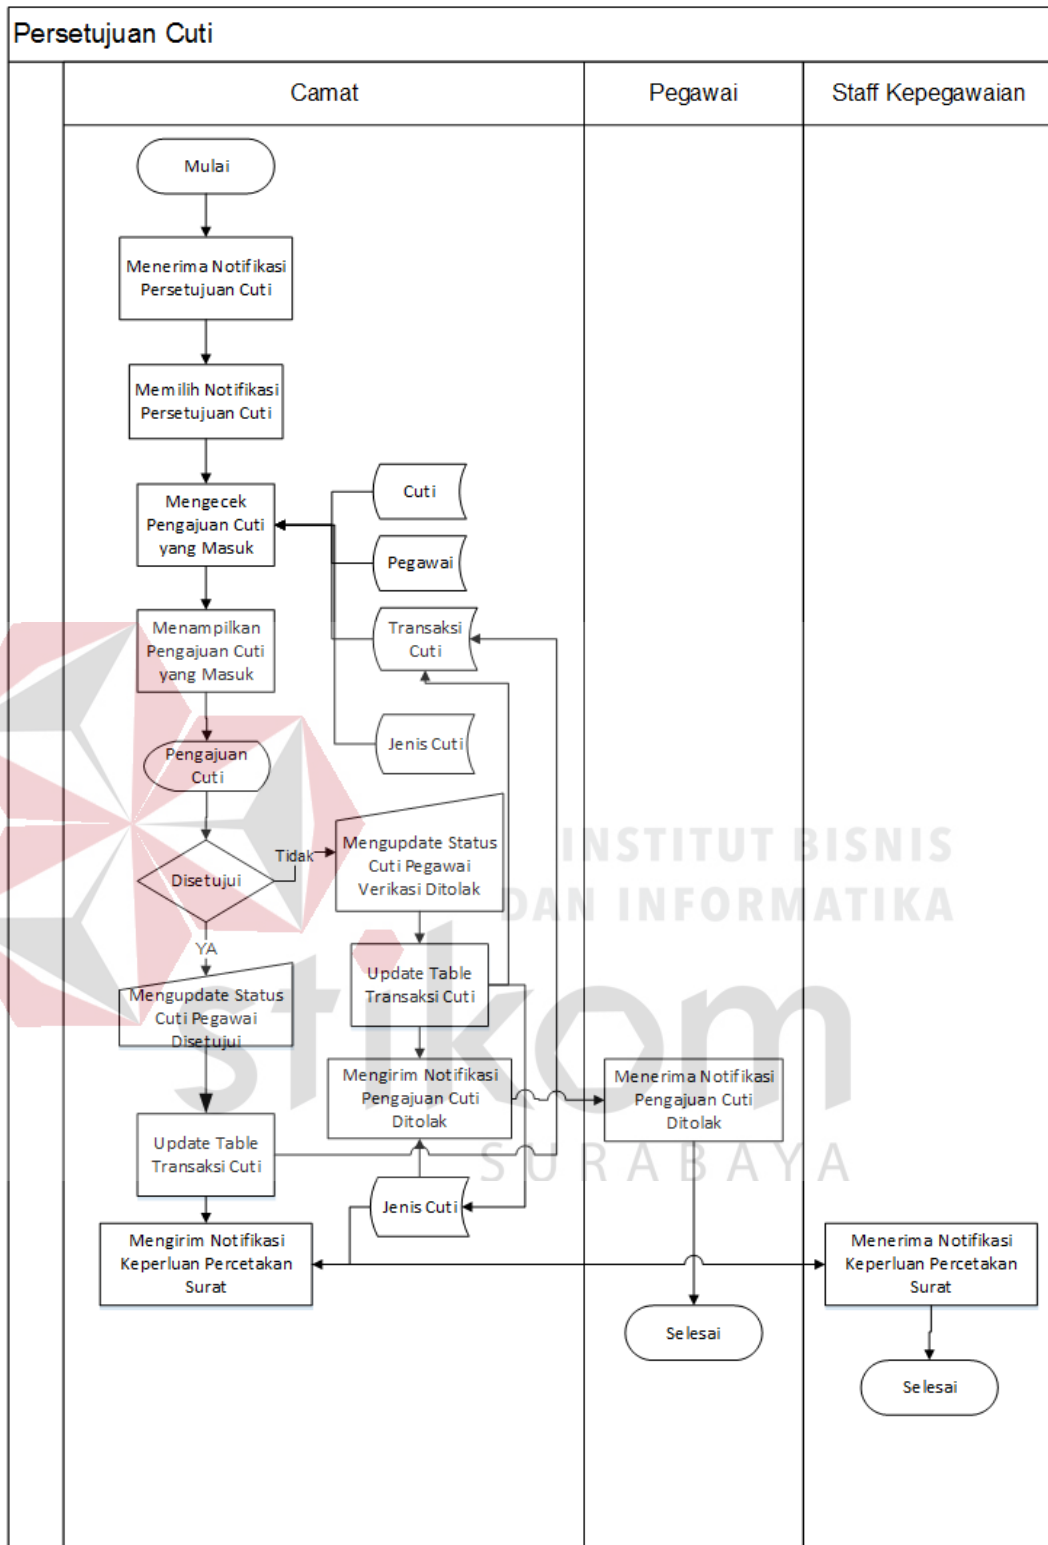 Persetujuan Cuti
Camat
Pegawai
Staff Kepegawaian
Mulai
Menerima Notifikasi
Persetujuan Cuti
Memilih Notifikasi
Persetujuan Cuti
Mengecek
Pengajuan Cuti
yang Masuk
Cuti
Pegawai
Transaksi
Cuti
Jenis Cuti
Menampilkan
Pengajuan Cuti
yang Masuk
Pengajuan
Cuti
Disetujui
Tidak
Mengupdate Status
Cuti Pegawai
Verikasi Ditolak
YA
Mengupdate Status
Cuti Pegawai
Disetujui
Update Table
Transaksi Cuti
Mengirim Notifikasi
Pengajuan Cuti
Ditolak
Menerima Notifikasi
Pengajuan Cuti
Ditolak
Update Table
Transaksi Cuti
Jenis Cuti
Mengirim Notifikasi
Keperluan Percetakan
Surat
Menerima Notifikasi
Keperluan Percetakan
Surat
Selesai
Selesai
INSTITUT BISNIS
DAN INFORMATIKA
stikom
SURABAYA